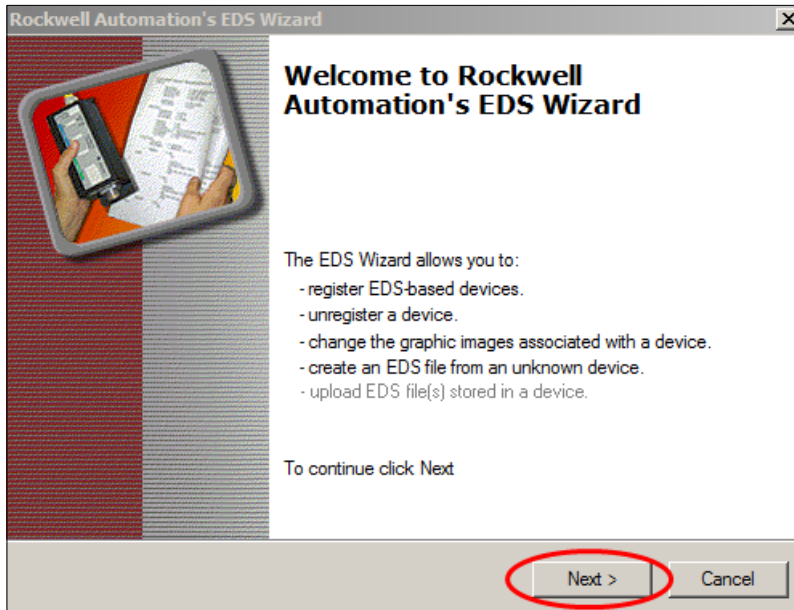 Rockwell Automation's EDS Wizard
Welcome to Rockwell
Automation's EDS Wizard
The EDS Wizard allows you to:
- register EDS-based devices.
- unregister a device.
- change the graphic images associated with a device.
- create an EDS file from an unknown device.
- upload EDS file(s) stored in a device.
To continue click Next
Next >
Cancel